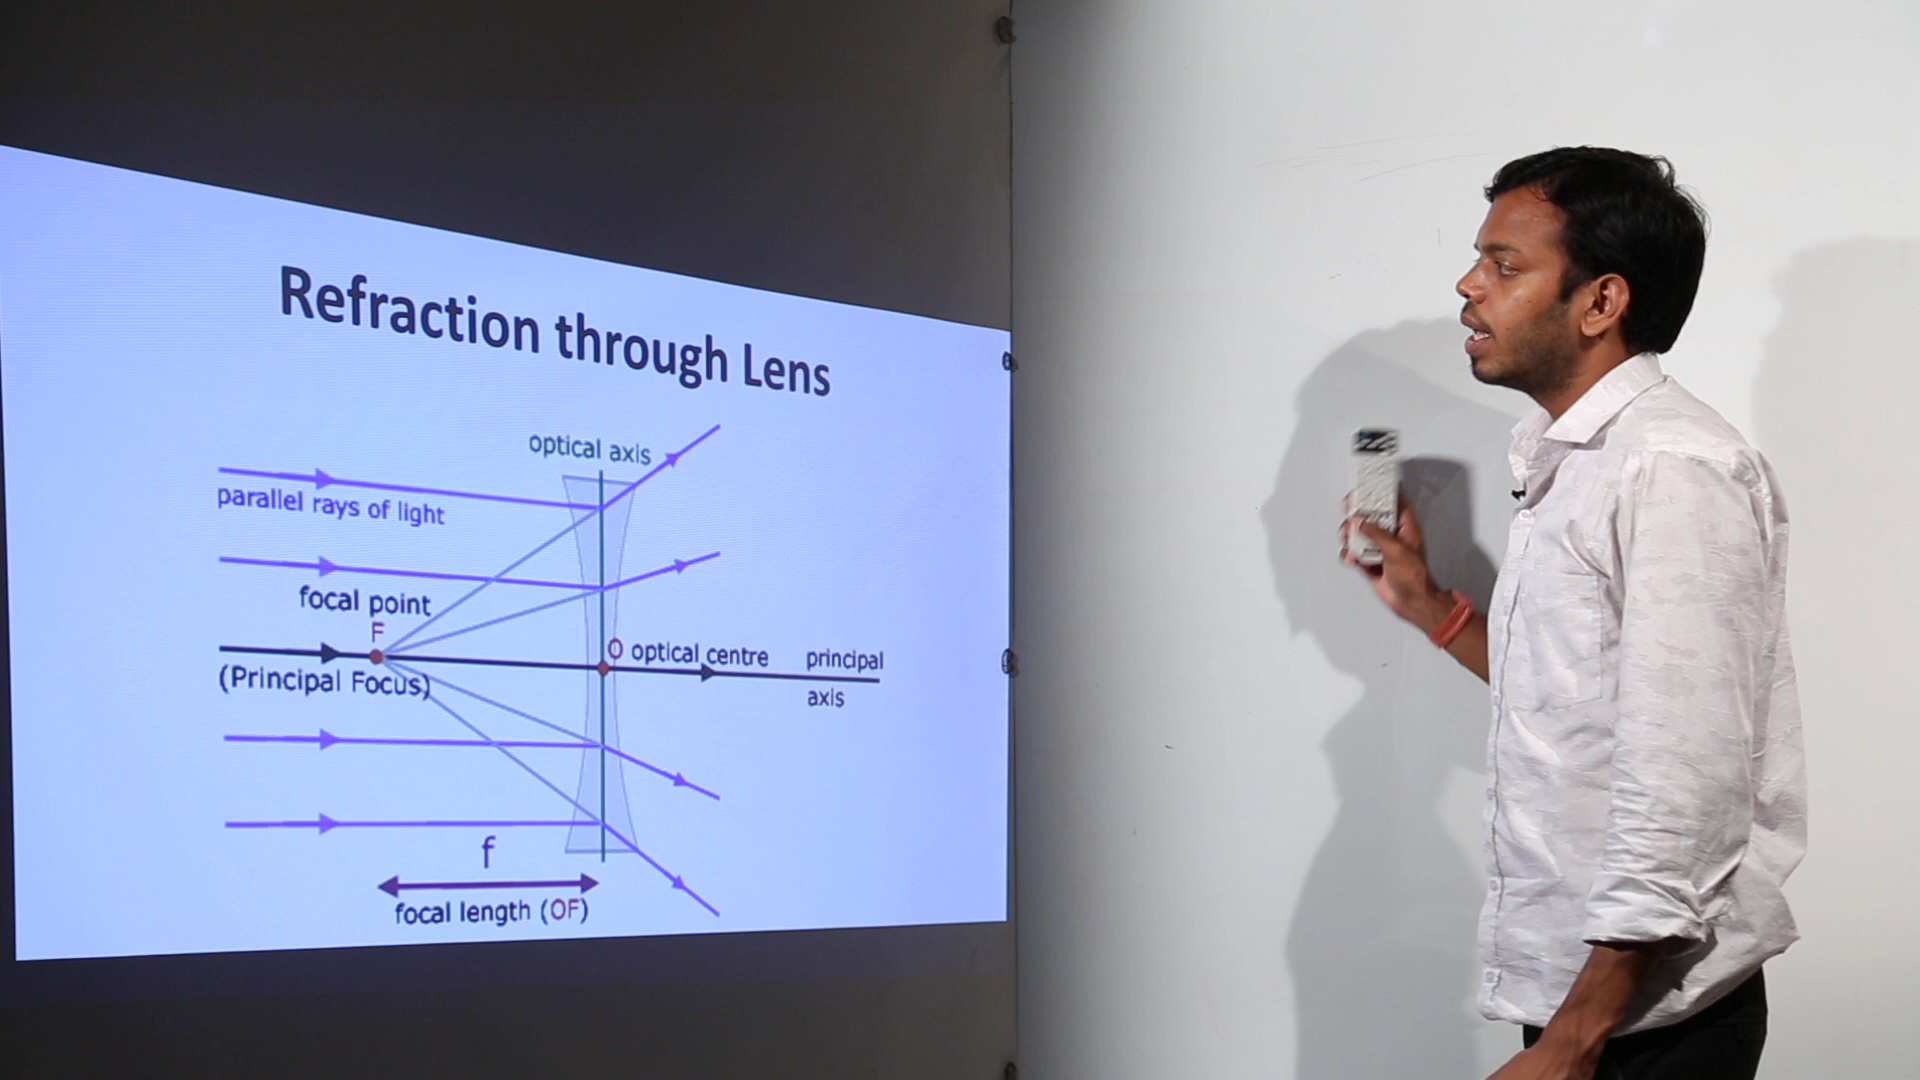 Refraction through Lens
optical axis
parallel rays of light
focal point
F
O optical centre
principal
axis
(Principal Focus)
f
focal length (OF)